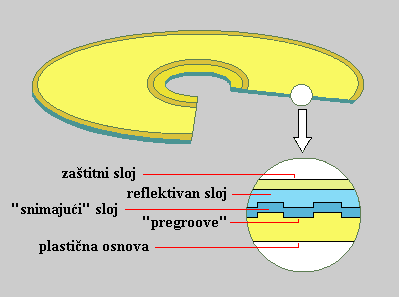 zaštitni sloj
reflektivan sloj
"snimajući" sloj
"pregroove"
plastična osnova